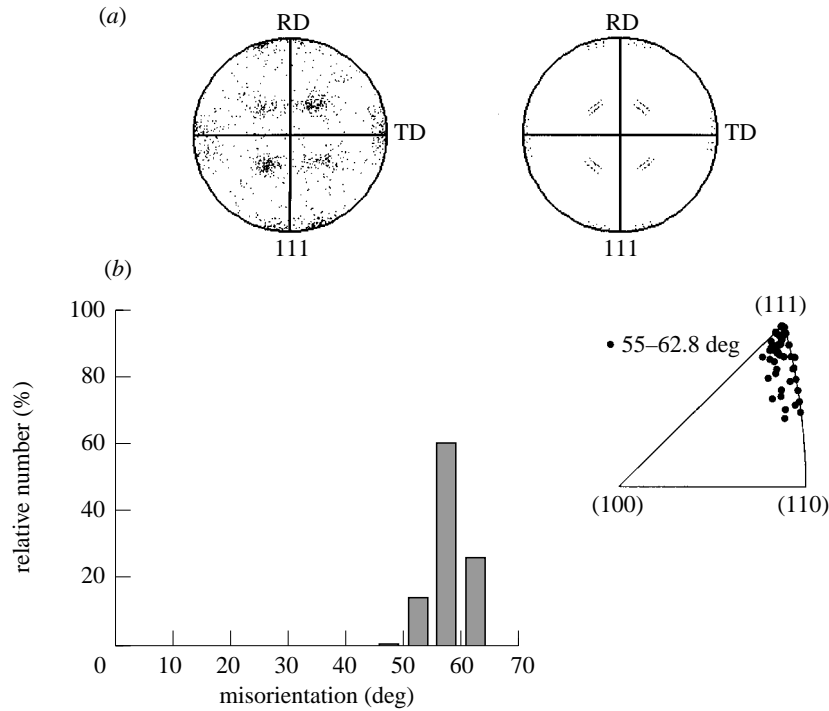 (a)
RD
RD
TD
TD
111
111
(b)
100
80
60
40
20
0
relative number (%)
10 20 30 40 50 60 70
misorientation (deg)
(111)
• 55–62.8 deg
(100)
(110)